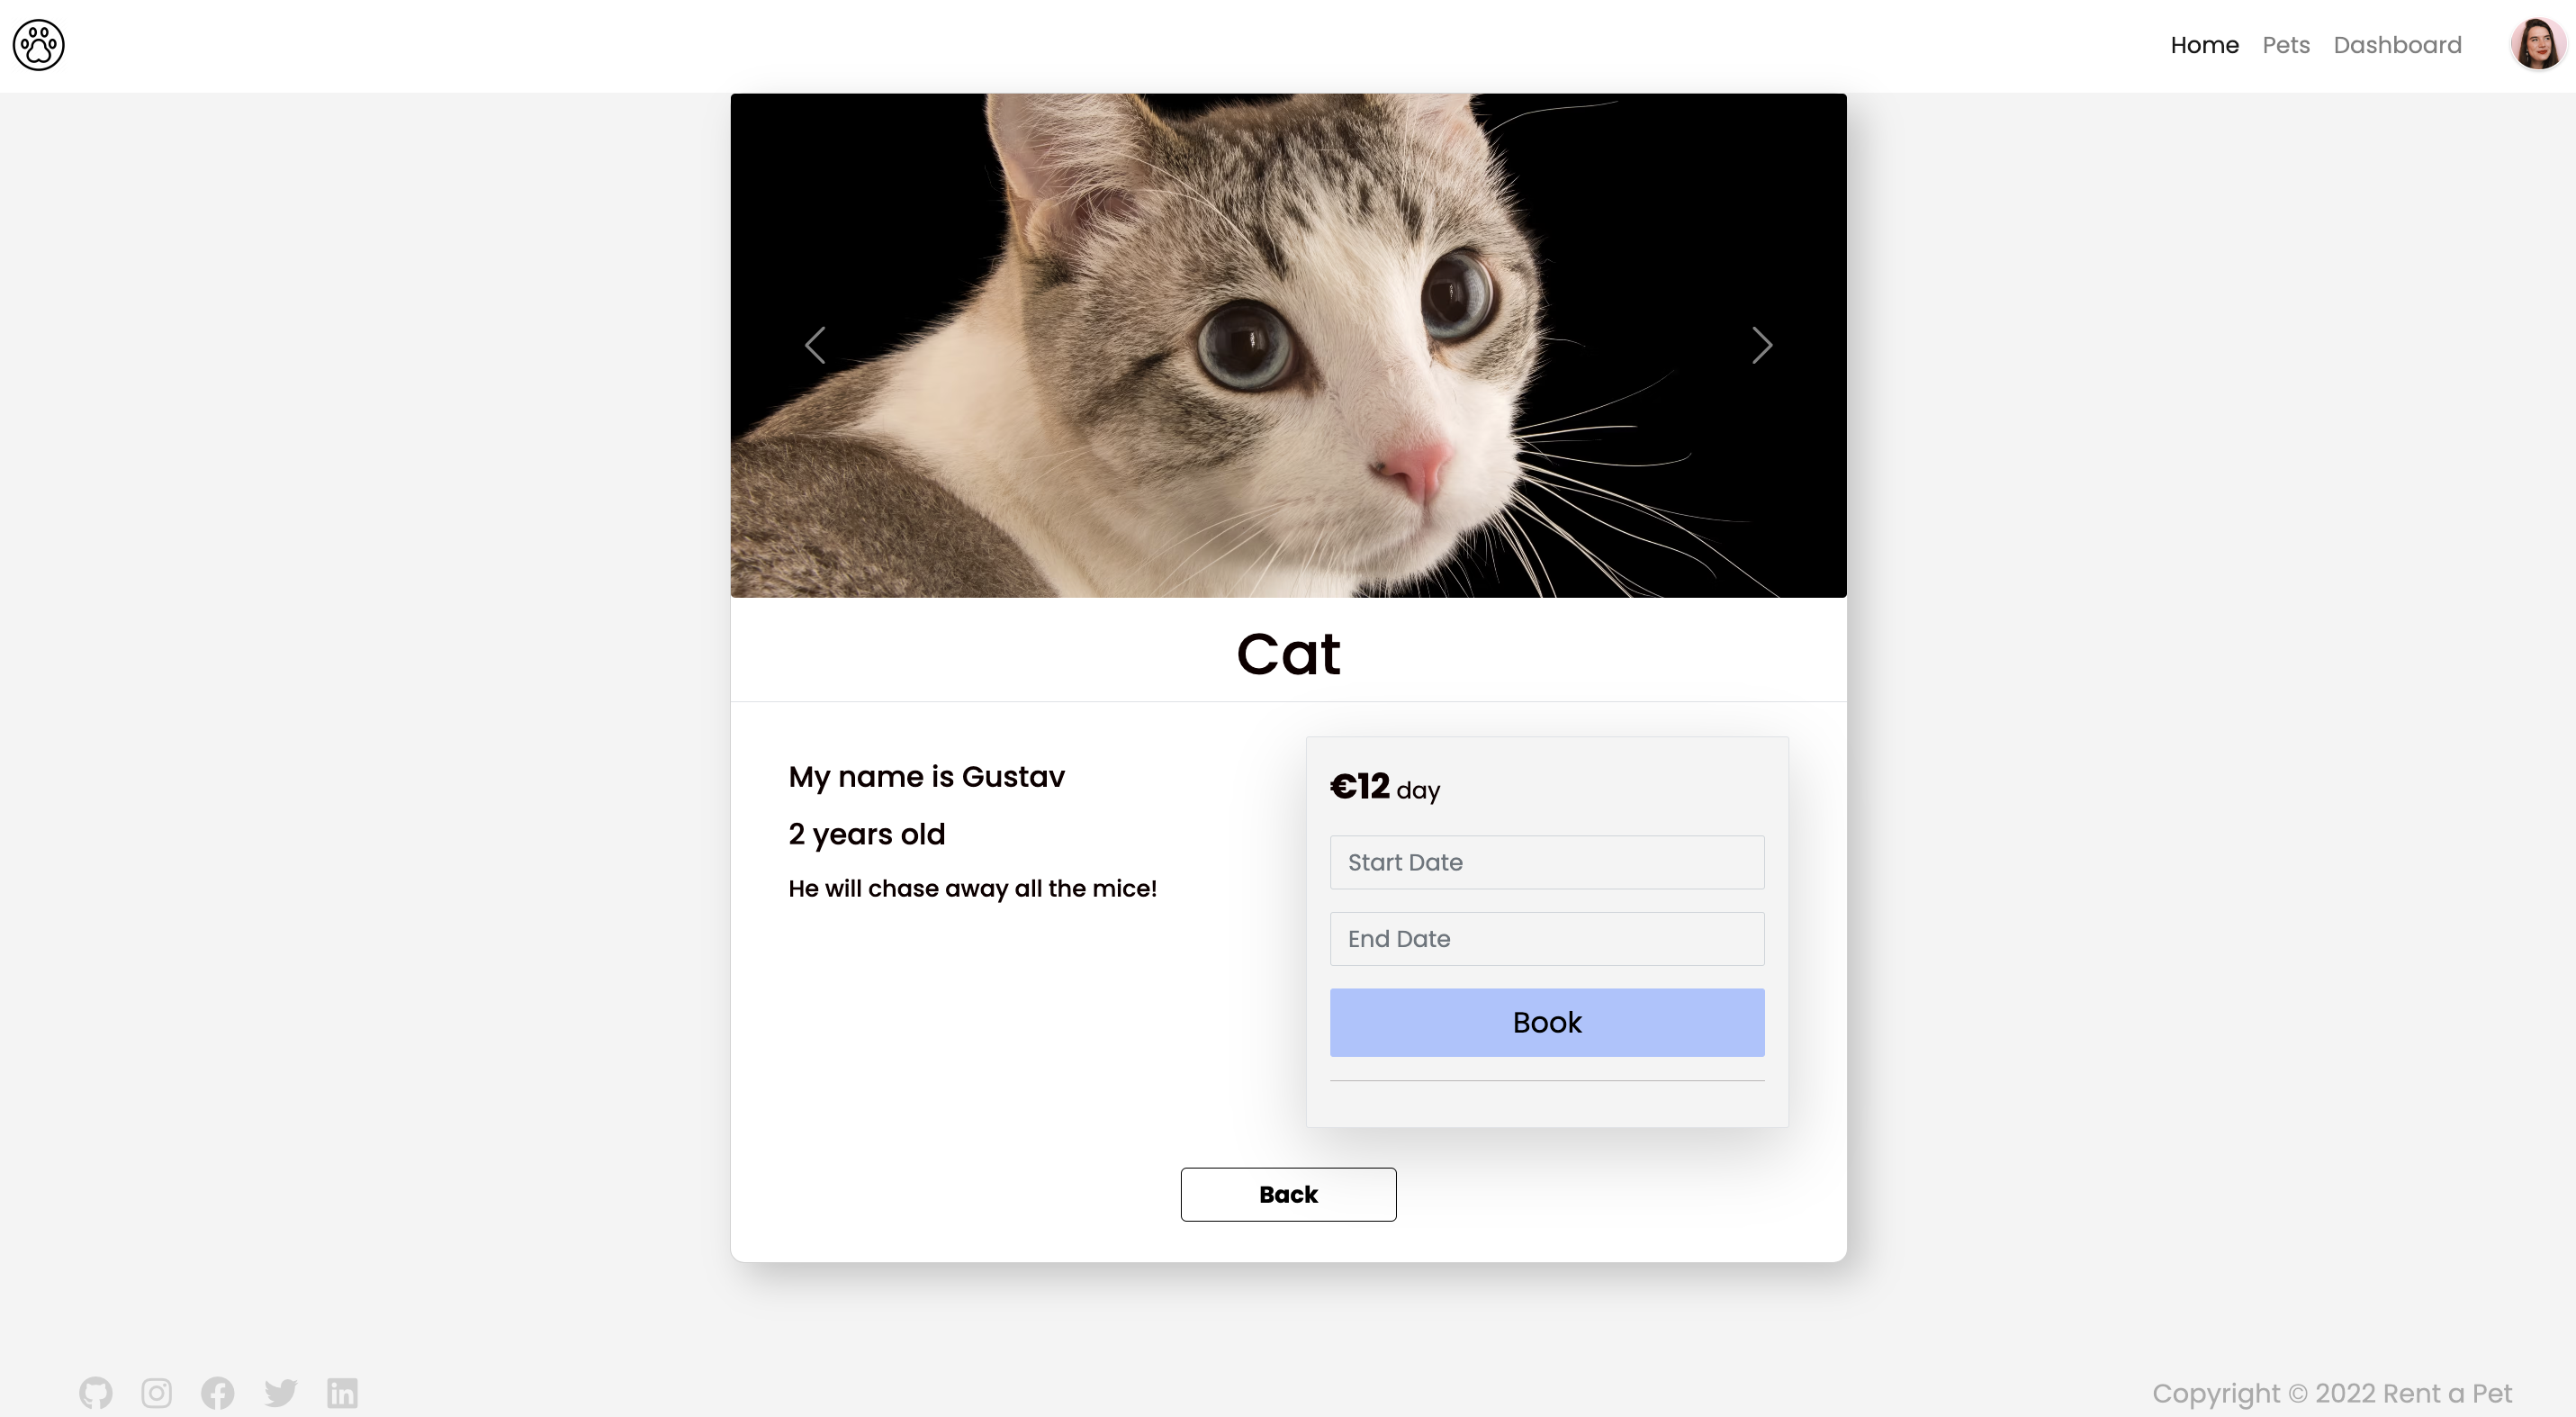 Home Pets Dashboard
Cat
My name is Gustav
2 years old
He will chase away all the mice!
€12 day
Start Date
End Date
Book
Back
Copyright © 2022 Rent a Pet